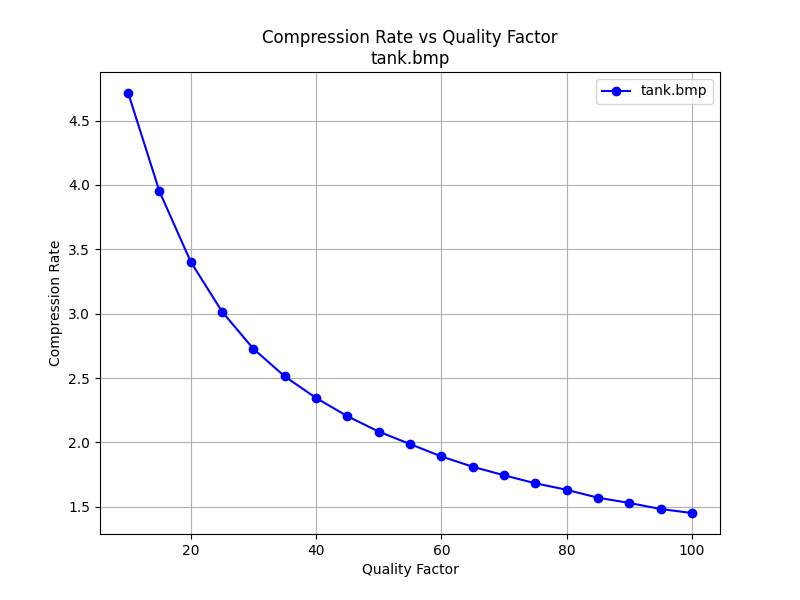 Compression Rate vs Quality Factor
tank.bmp
tank.bmp
4.5
4.0
3.5
3.0
2.5
2.0
1.5
Compression Rate
20 40 60 80 100
Quality Factor